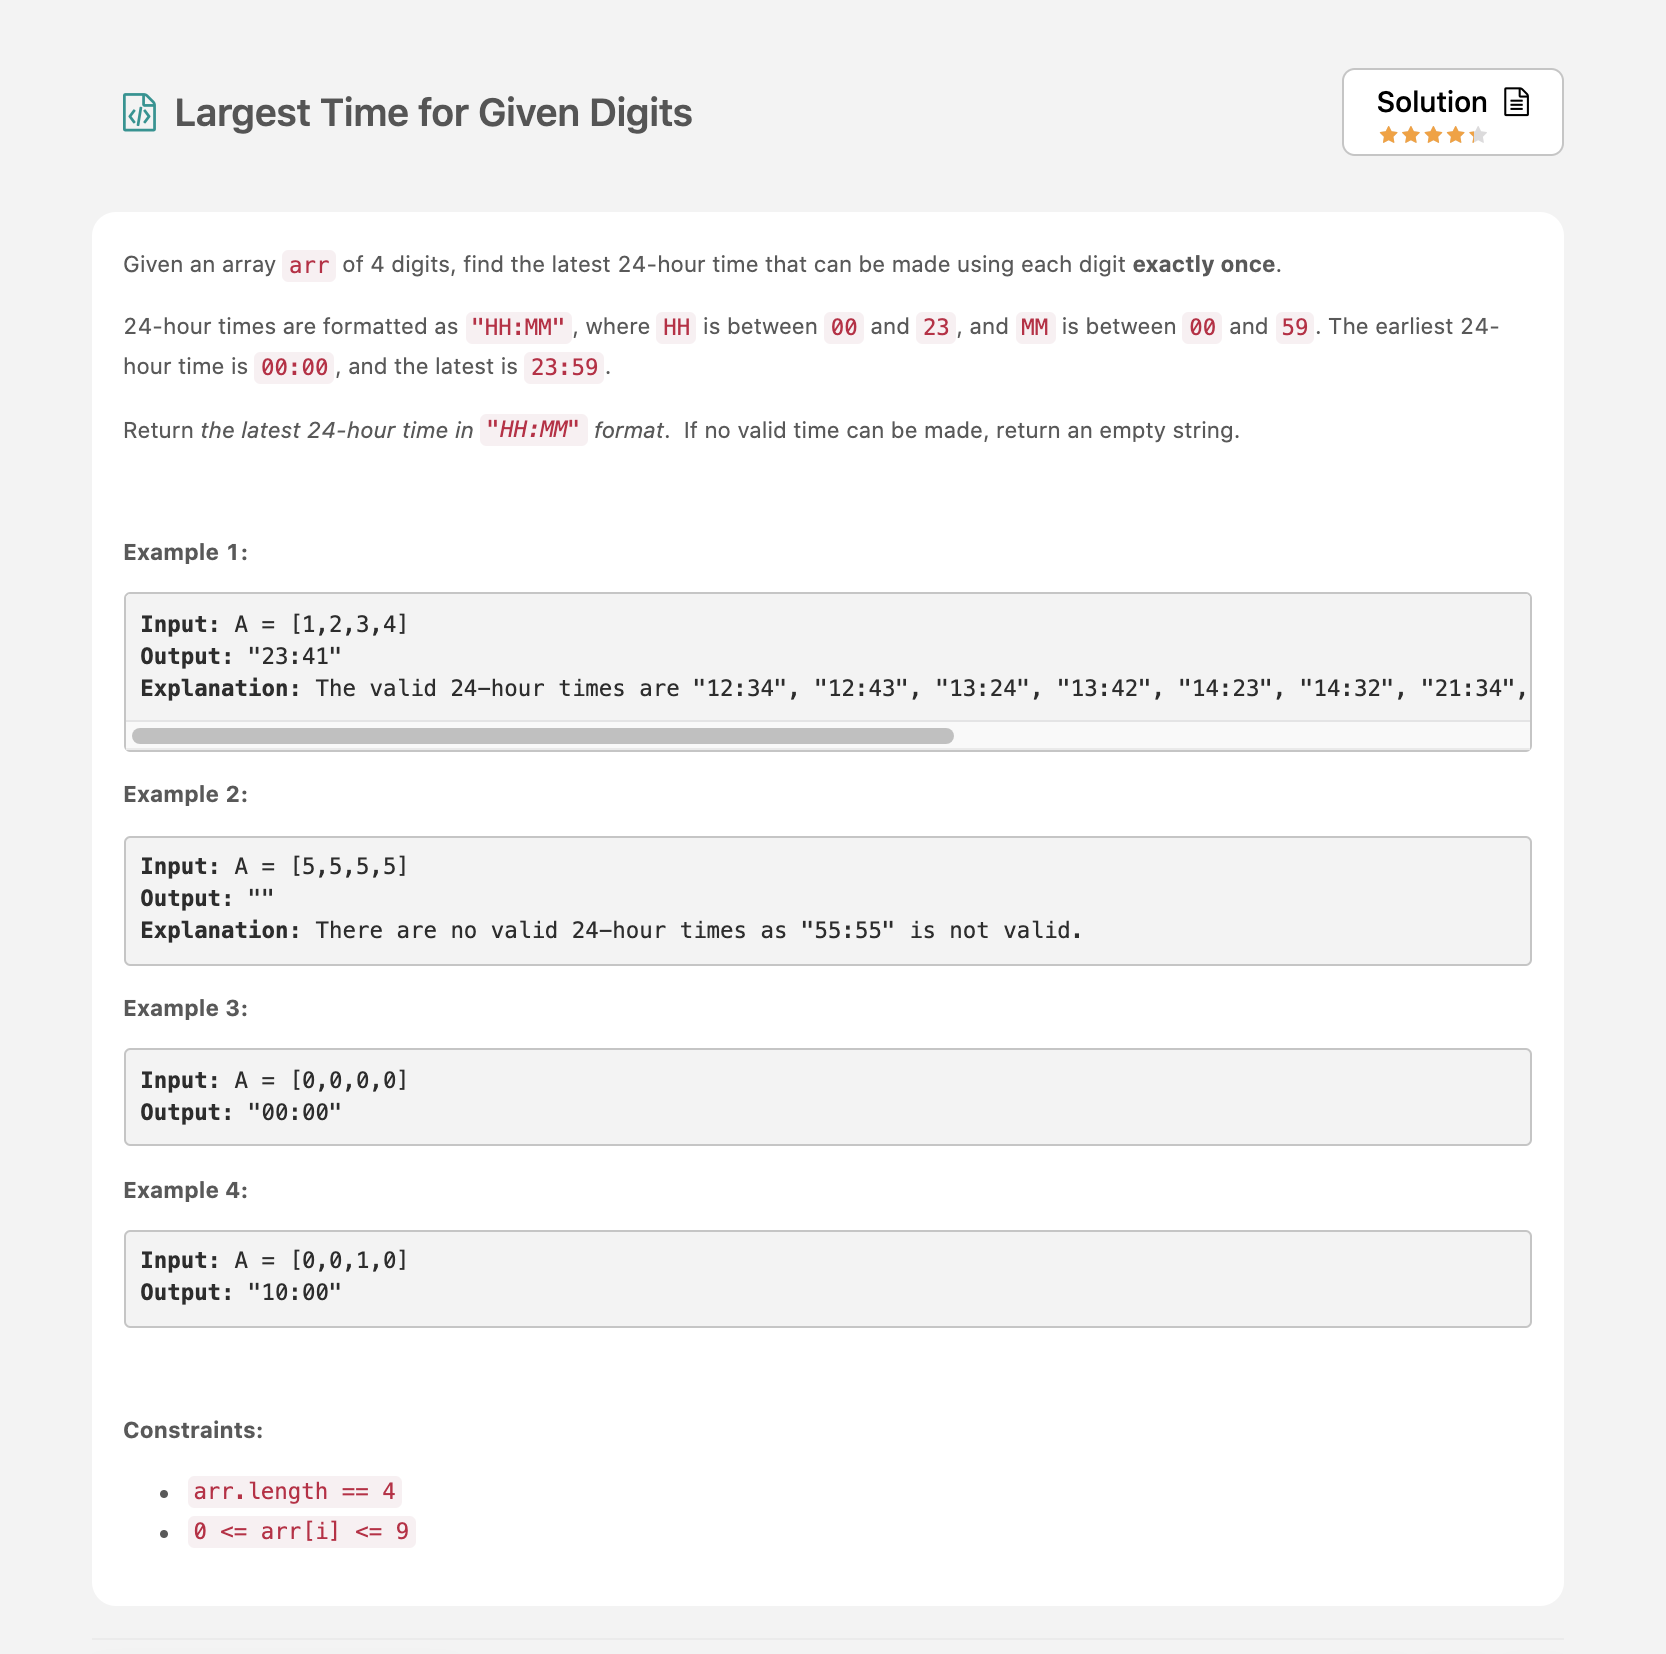 Largest Time for Given Digits
Solution
Given an array arr of 4 digits, find the latest 24-hour time that can be made using each digit exactly once.
24-hour times are formatted as "HH:MM", where HH is between 00 and 23, and MM is between 00 and 59. The earliest 24-
hour time is 00:00, and the latest is 23:59.
Return the latest 24-hour time in "HH:MM" format.  If no valid time can be made, return an empty string.
Example 1:
Input: A = [1,2,3,4]
Output: "23:41"
Explanation: The valid 24-hour times are "12:34", "12:43", "13:24", "13:42", "14:23", "14:32", "21:34",
Example 2:
Input: A = [5,5,5,5]
Output: ""
Explanation: There are no valid 24-hour times as "55:55" is not valid.
Example 3:
Input: A = [0,0,0,0]
Output: "00:00"
Example 4:
Input: A = [0,0,1,0]
Output: "10:00"
Constraints:
• arr.length == 4
• 0 <= arr[i] <= 9